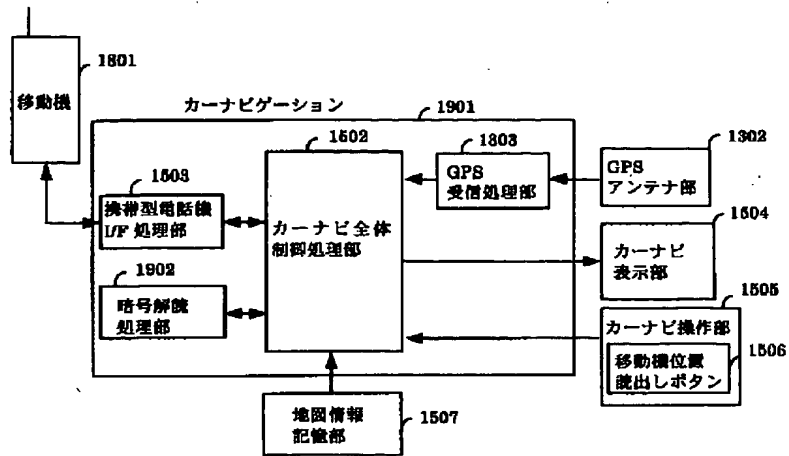 1801
移動機
カーナビゲーション
1901
1502
1303
1302
GPS
受信処理部
GPS
アンテナ部
1503
携帯型電話機
I/F 処理部
カーナビ全体
制御処理部
1504
カーナビ
表示部
1902
暗号解読
処理部
1505
カーナビ操作部
1506
移動機位置
読出しボタン
地図情報
記憶部
1507